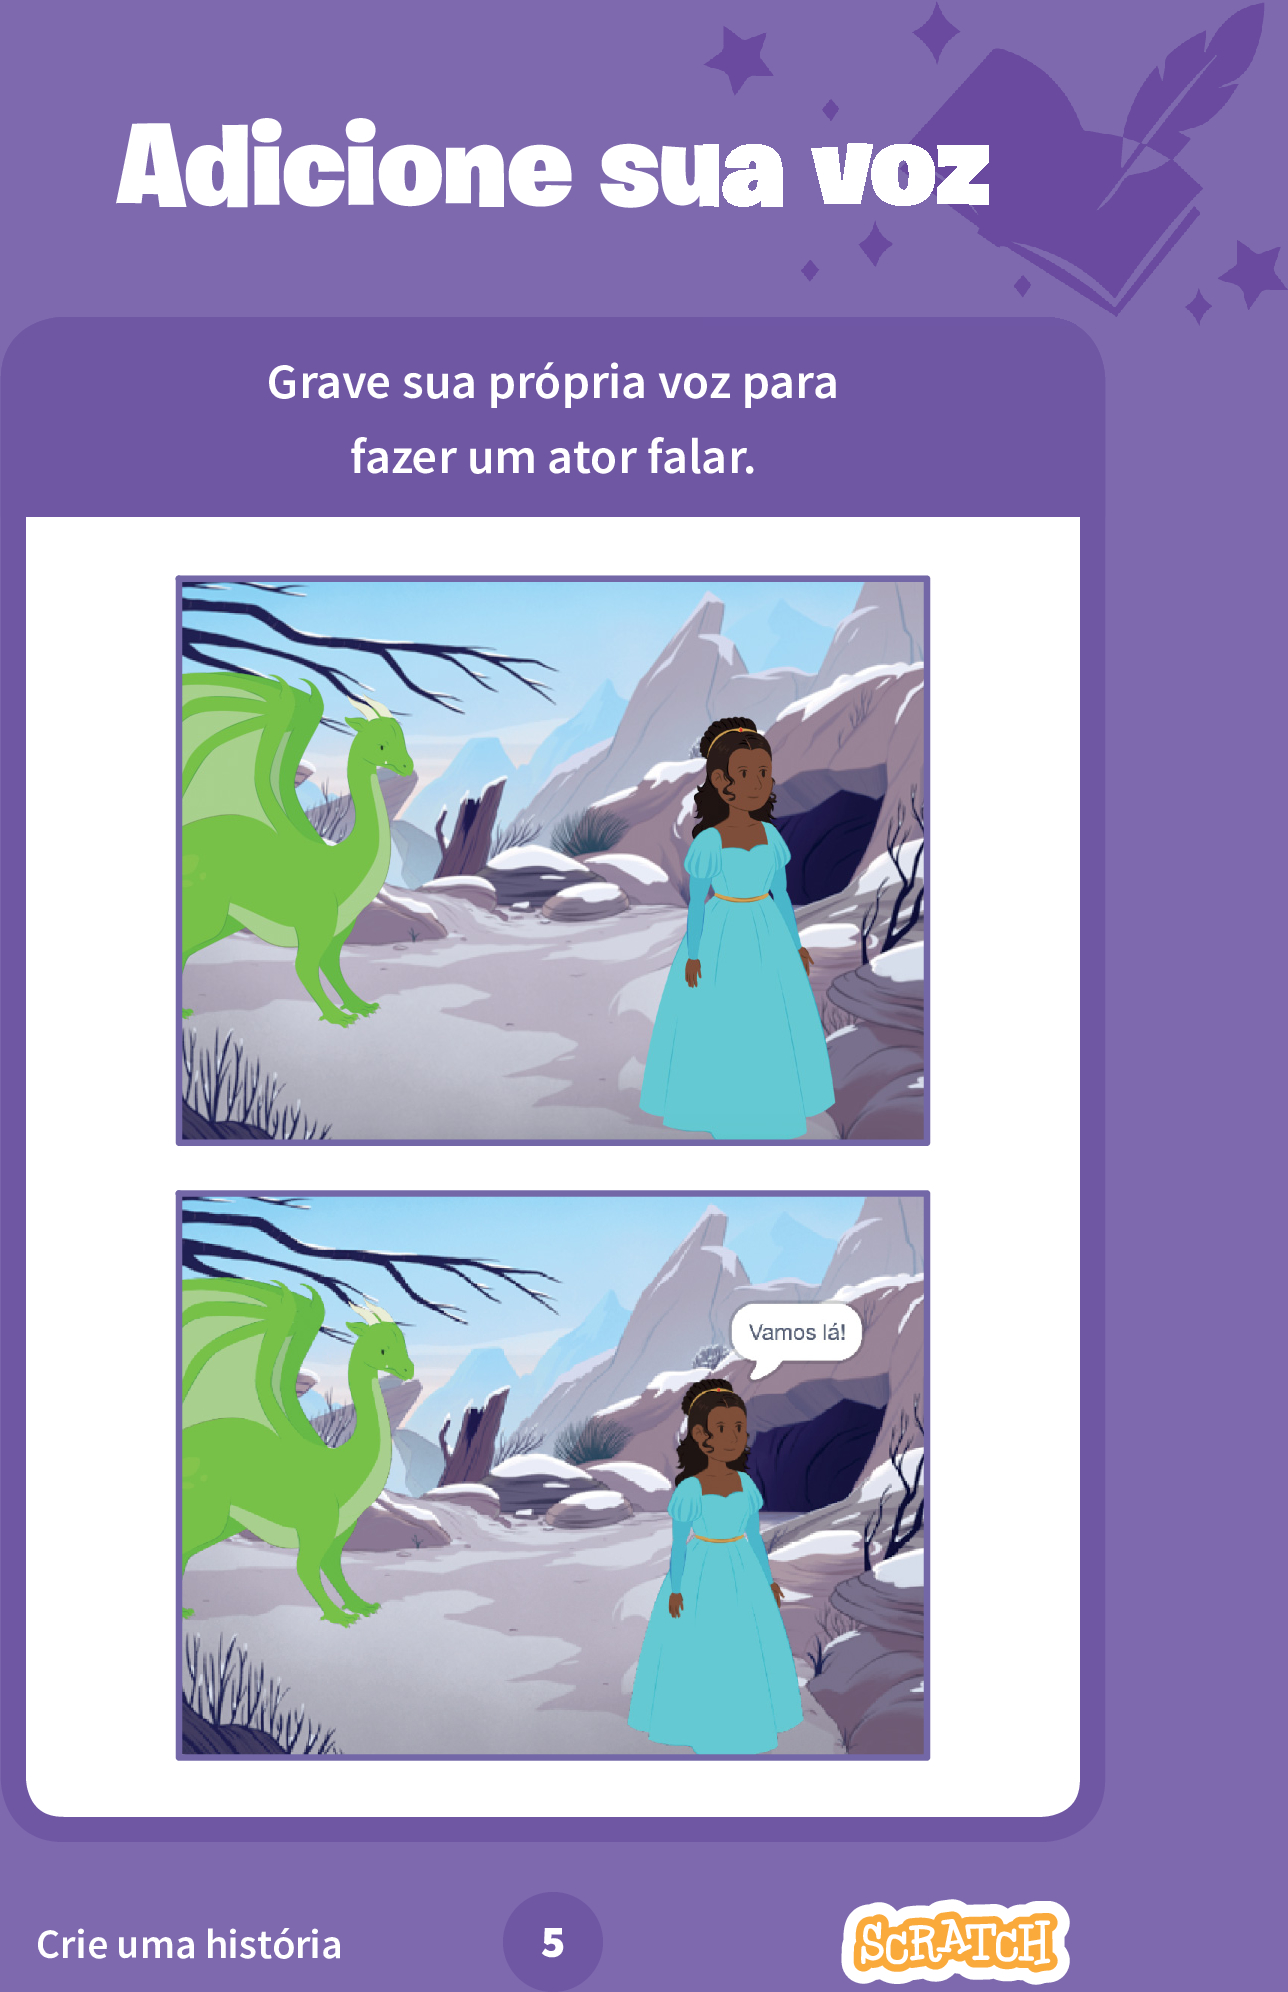 Adicione sua voz
Grave sua própria voz para
fazer um ator falar.
Vamos lá!
Crie uma história
5
SCRATCH